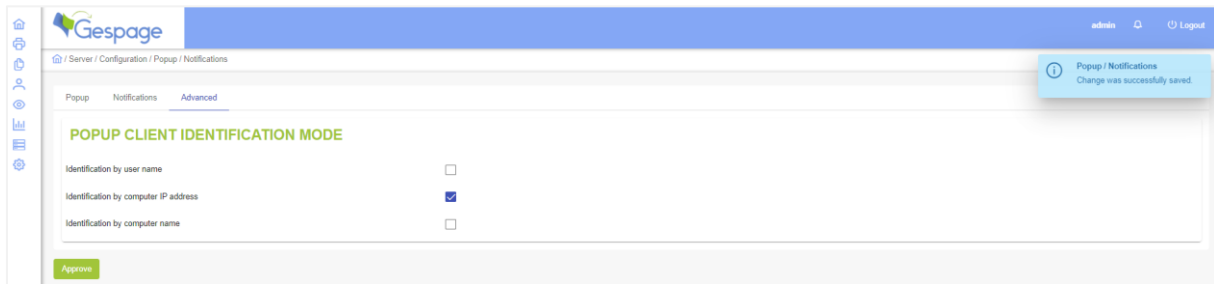 Gespage
admin
Logout
/ Server / Configuration / Popup / Notifications
Popup / Notifications
Change was successfully saved.
Popup Notifications Advanced
POPUP CLIENT IDENTIFICATION MODE
Identification by user name
Identification by computer IP address
Identification by computer name
Approve